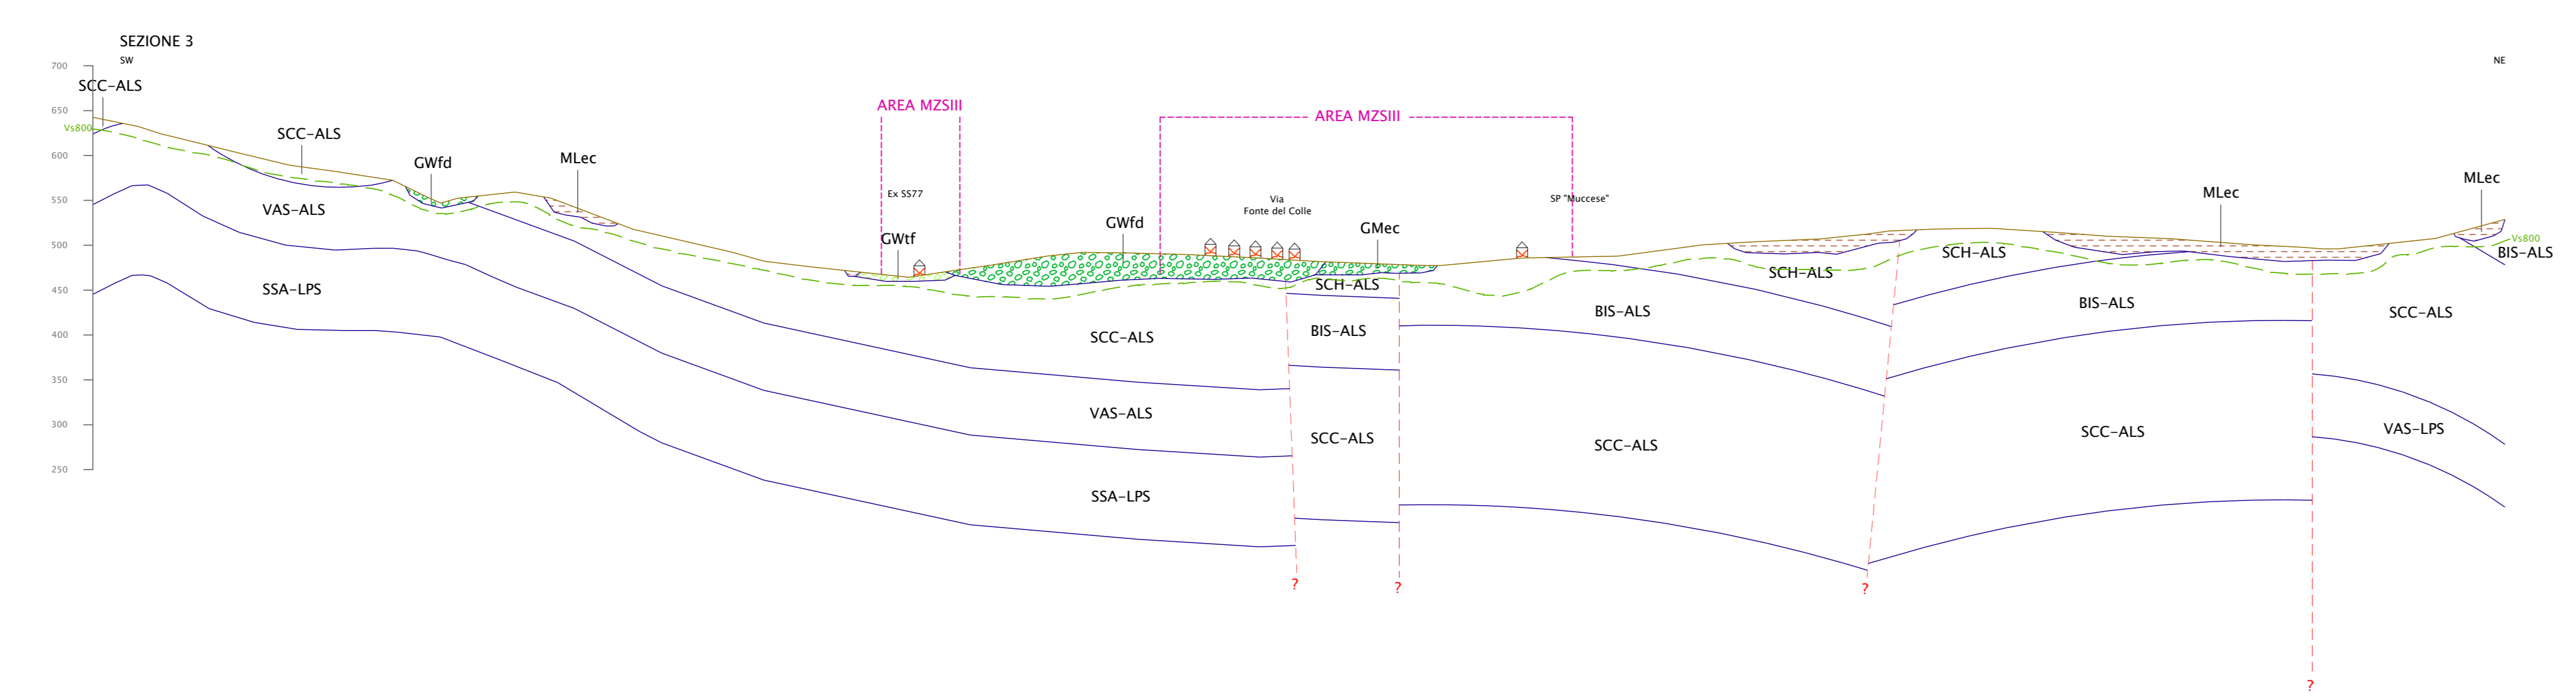 SEZIONE 3
SW
NE
700
650
600
550
500
450
400
350
300
250
SCC-ALS
Vs800
SCC-ALS
GWfd
MLec
VAS-ALS
SSA-LPS
AREA MZSIII
Ex SS77
GWtf
GWfd
AREA MZSIII
Via
Fonte del Colle
GMec
SP "Muccese"
SCH-ALS
SCC-ALS
BIS-ALS
VAS-ALS
SCC-ALS
SSA-LPS
BIS-ALS
SCH-ALS
SCH-ALS
SCC-ALS
MLec
BIS-ALS
SCC-ALS
MLec
Vs800
BIS-ALS
SCC-ALS
VAS-LPS
?
?
?
?